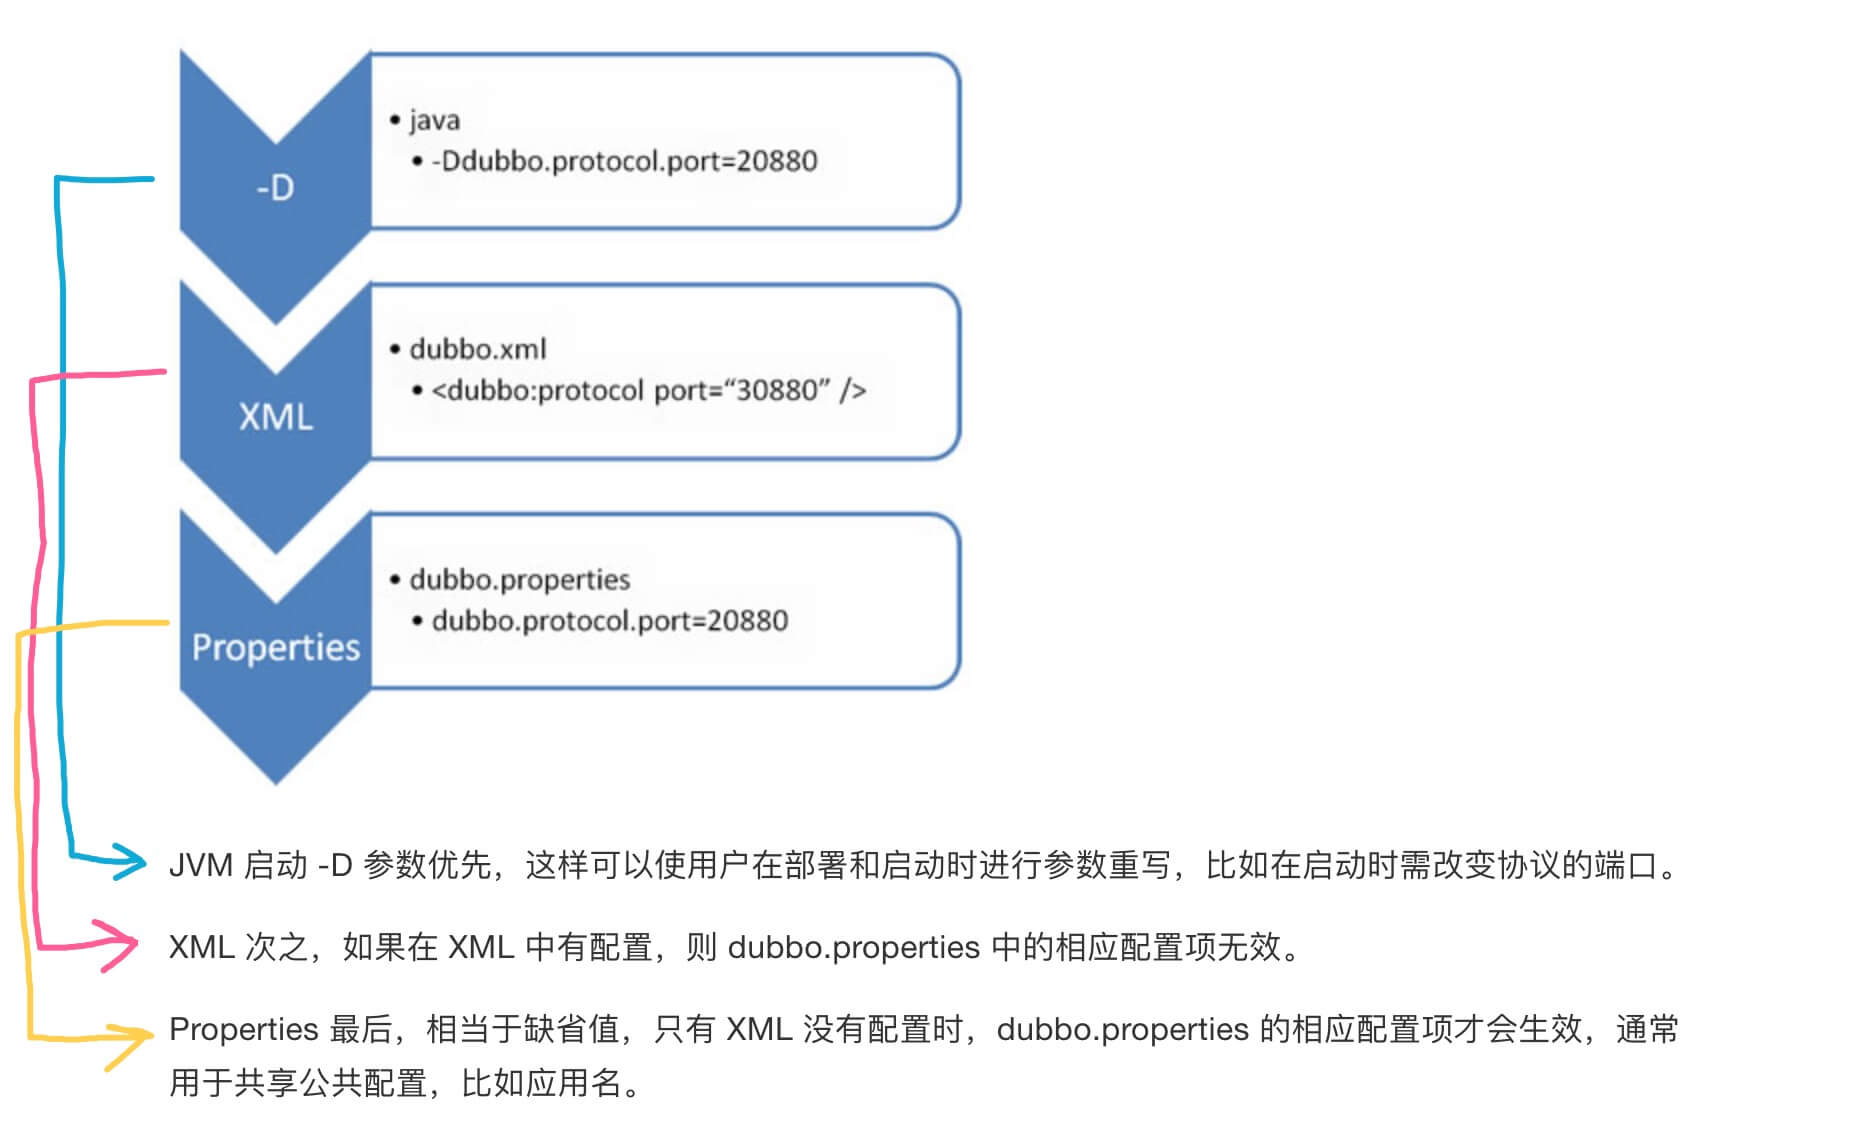 -D
• java
• -Ddubbo.protocol.port=20880
XML
• dubbo.xml
• <dubbo:protocol port=“30880” />
Properties
• dubbo.properties
• dubbo.protocol.port=20880
JVM 启动 -D 参数优先，这样可以使用户在部署和启动时进行参数重写，比如在启动时需改变协议的端口。
XML 次之，如果在 XML 中有配置，则 dubbo.properties 中的相应配置项无效。
Properties 最后，相当于缺省值，只有 XML 没有配置时，dubbo.properties 的相应配置项才会生效，通常
用于共享公共配置，比如应用名。